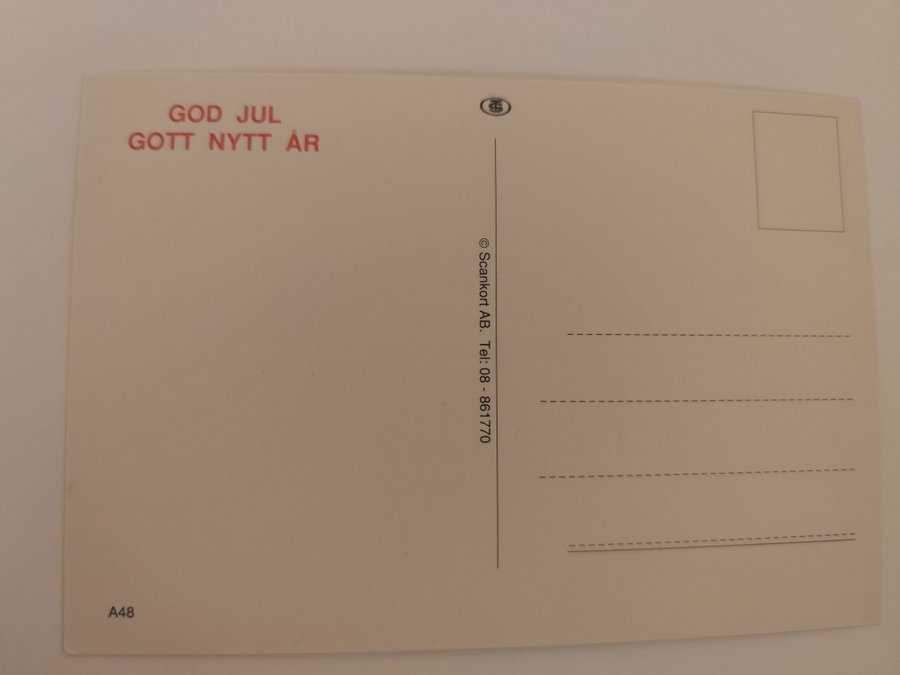 GOD JUL
GOTT NYTT ÅR
© Scankort AB. Tel: 08 - 861770
A48